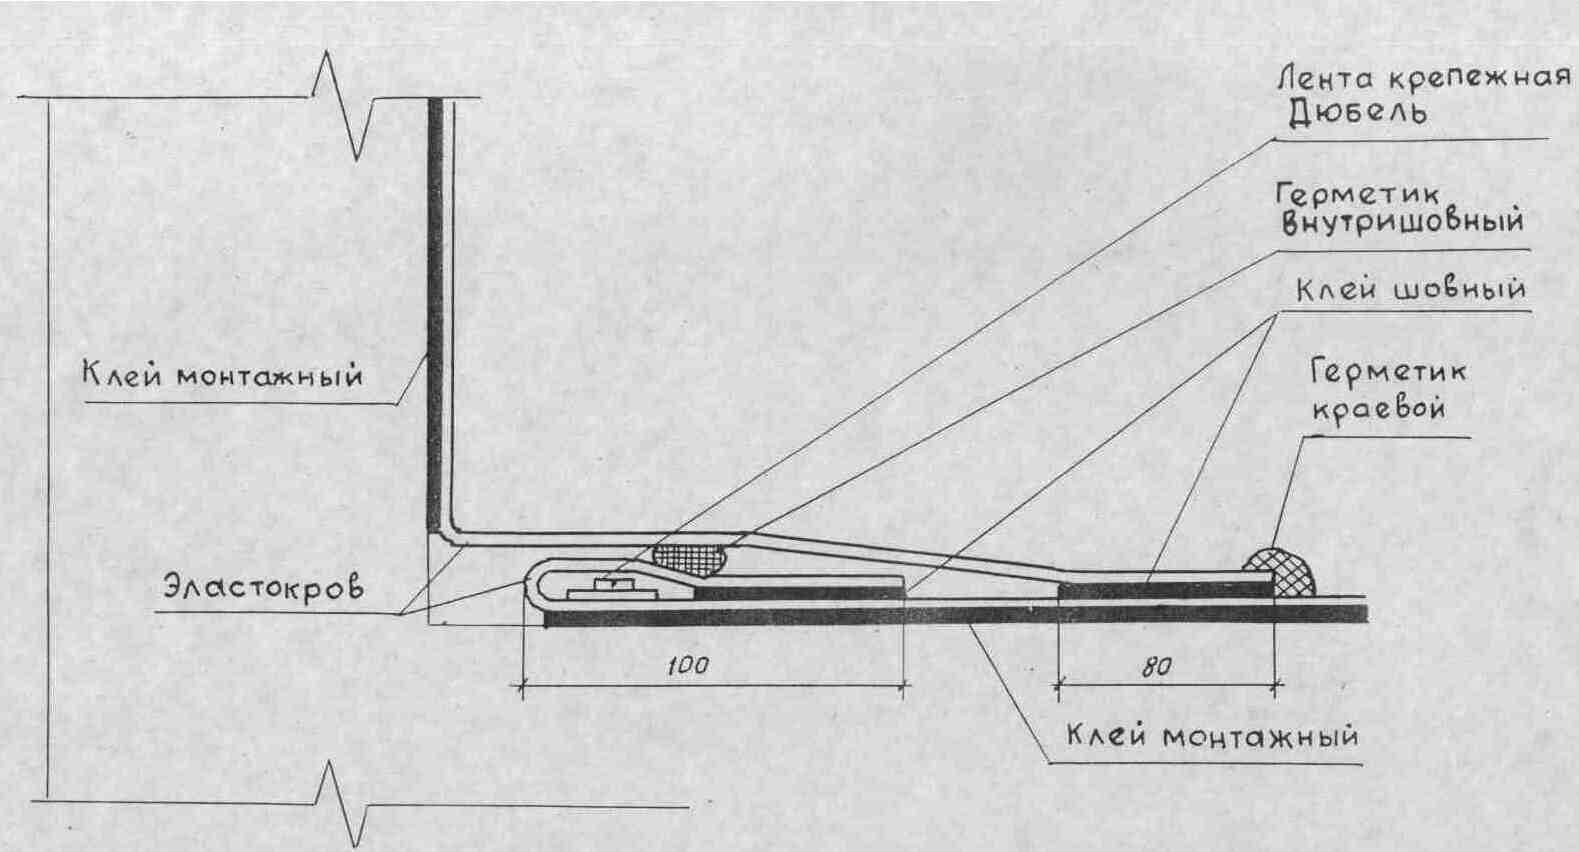 Лента крепежная
Дюбель
Герметик
внутришовный
Клей шовный
Герметик
краевой
Клей монтажный
Эластокров
100
80
Клей монтажный